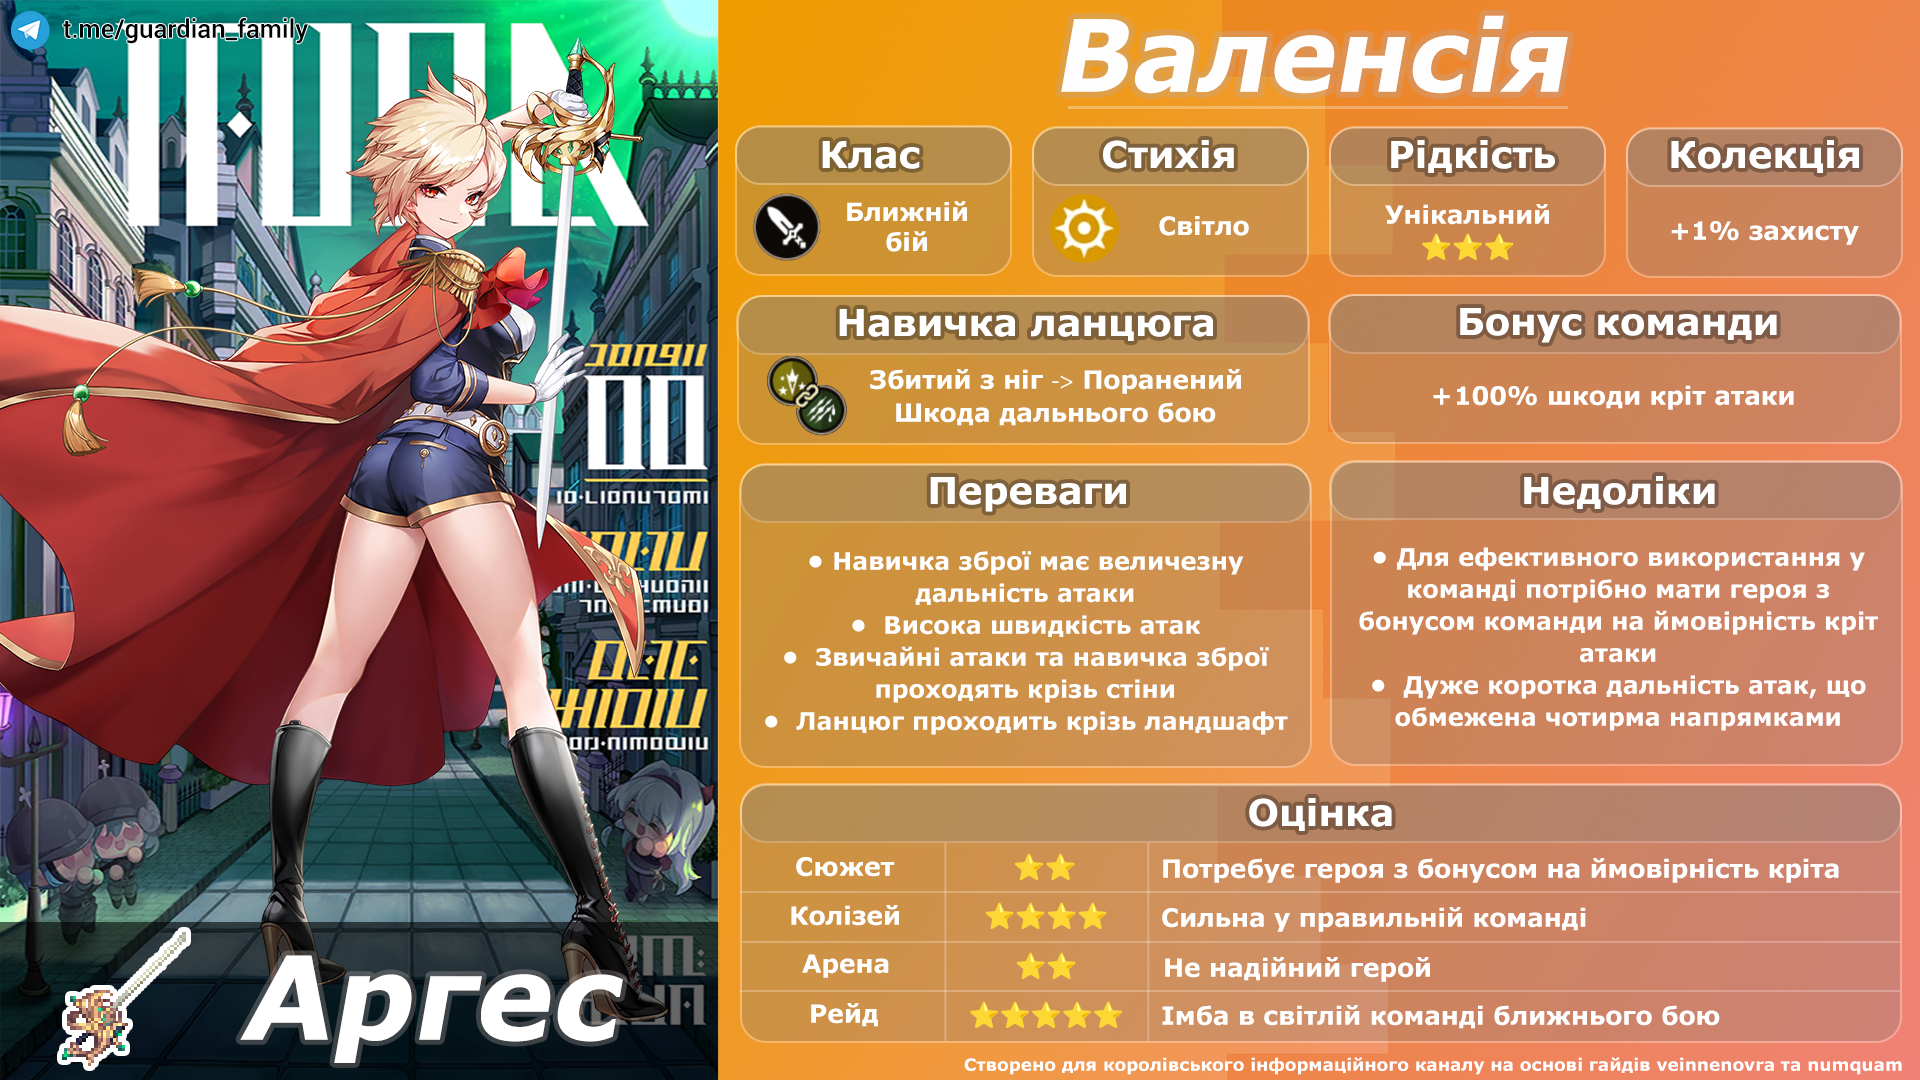 t.me/guardian_family
Аргес
Валенсія
Клас
Ближній
бій
Стихія
Світло
Рідкість
Унікальний
Колекція
+1% захисту
Навичка ланцюга
Збитий з ніг -> Поранений
Шкода дальнього бою
Бонус команди
+100% шкоди кріт атаки
Переваги
● Навичка зброї має величезну
дальність атаки
● Висока швидкість атак
● Звичайні атаки та навичка зброї
проходять крізь стіни
● Ланцюг проходить крізь ландшафт
Недоліки
● Для ефективного використання у
команді потрібно мати героя з
бонусом команди на ймовірність кріт
атаки
● Дуже коротка дальність атак, що
обмежена чотирма напрямками
Оцінка
Сюжет
Потребує героя з бонусом на ймовірність кріта
Колізей
Сильна у правильній команді
Арена
Не надійний герой
Рейд
Імба в світлій команді ближнього бою
Створено для королівського інформаційного каналу на основі гайдів veinnenovra та numquam